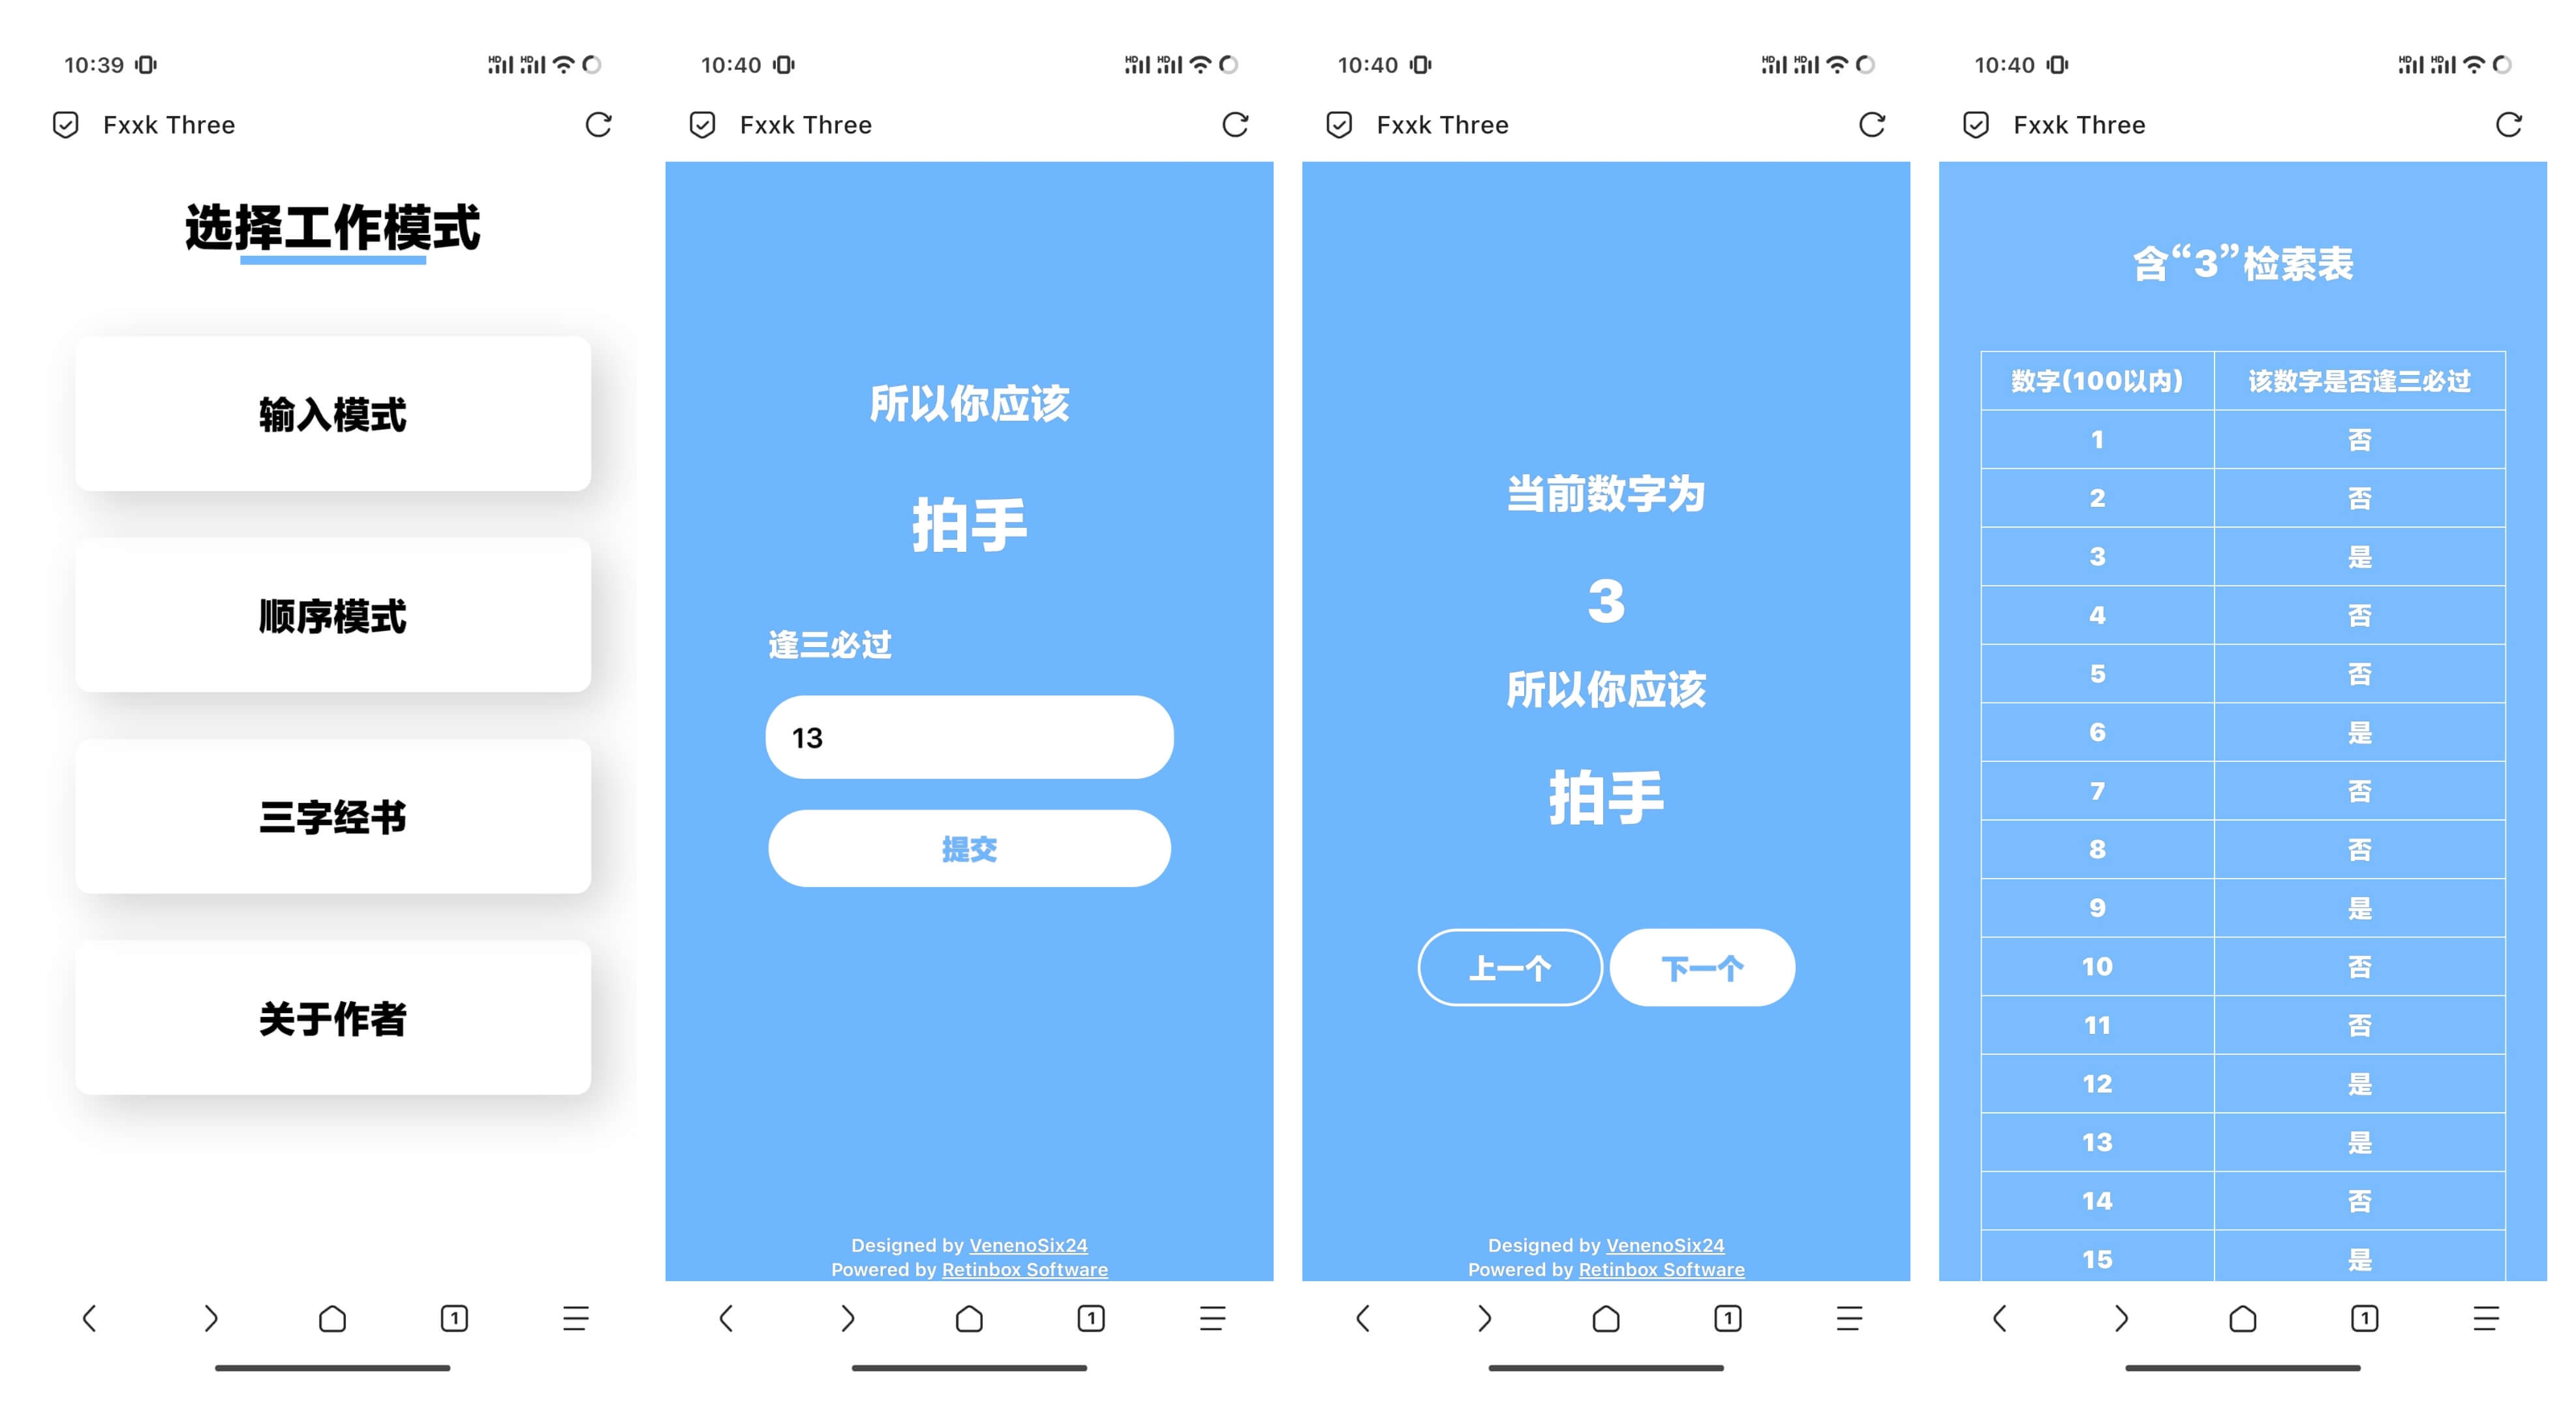 10:39
Fxxk Three
选择工作模式
输入模式
顺序模式
三字经书
关于作者
1
10:40
Fxxk Three
所以你应该
拍手
逢三必过
13
提交
Designed by VenenoSix24
Powered by Retinbox Software
1
10:40
Fxxk Three
当前数字为
3
所以你应该
拍手
上一个 下一个
Designed by VenenoSix24
Powered by Retinbox Software
1
10:40
Fxxk Three
含“3”检索表
数字(100以内) 该数字是否逢三必过
1 否
2 否
3 是
4 否
5 否
6 是
7 否
8 否
9 是
10 否
11 否
12 是
13 是
14 否
15 是
1